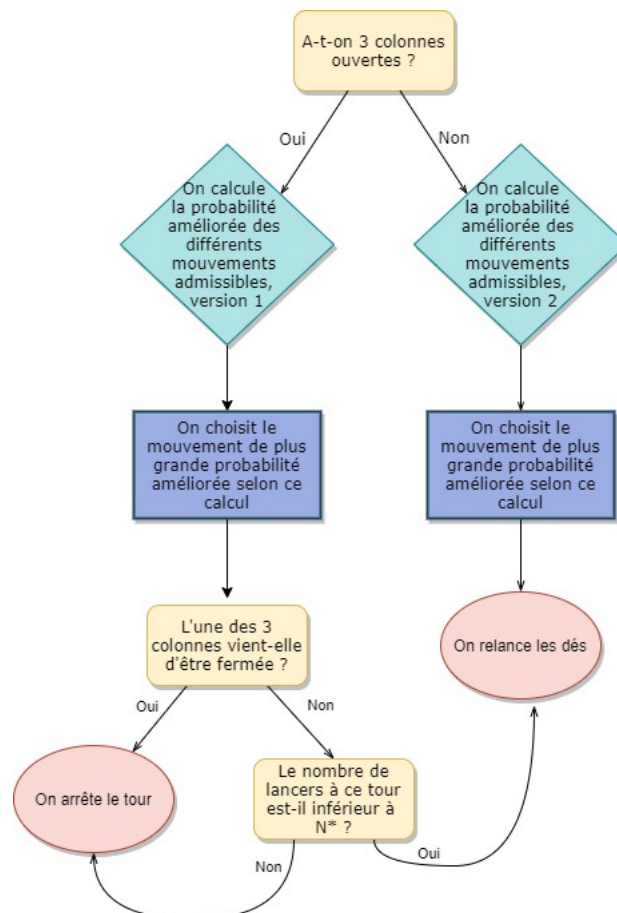 A-t-on 3 colonnes
ouvertes ?
Oui
Non
On calcule
la probabilité
améliorée des
différents
mouvements
admissibles,
version 1
On calcule
la probabilité
améliorée des
différents
mouvements
admissibles,
version 2
On choisit le
mouvement de plus
grande probabilité
améliorée selon ce
calcul
On choisit le
mouvement de plus
grande probabilité
améliorée selon ce
calcul
L'une des 3
colonnes vient-elle
d'être fermée ?
On relance les dés
Oui
Non
On arrête le tour
Le nombre de
lancers à ce tour
est-il inférieur à
N* ?
Non
Oui